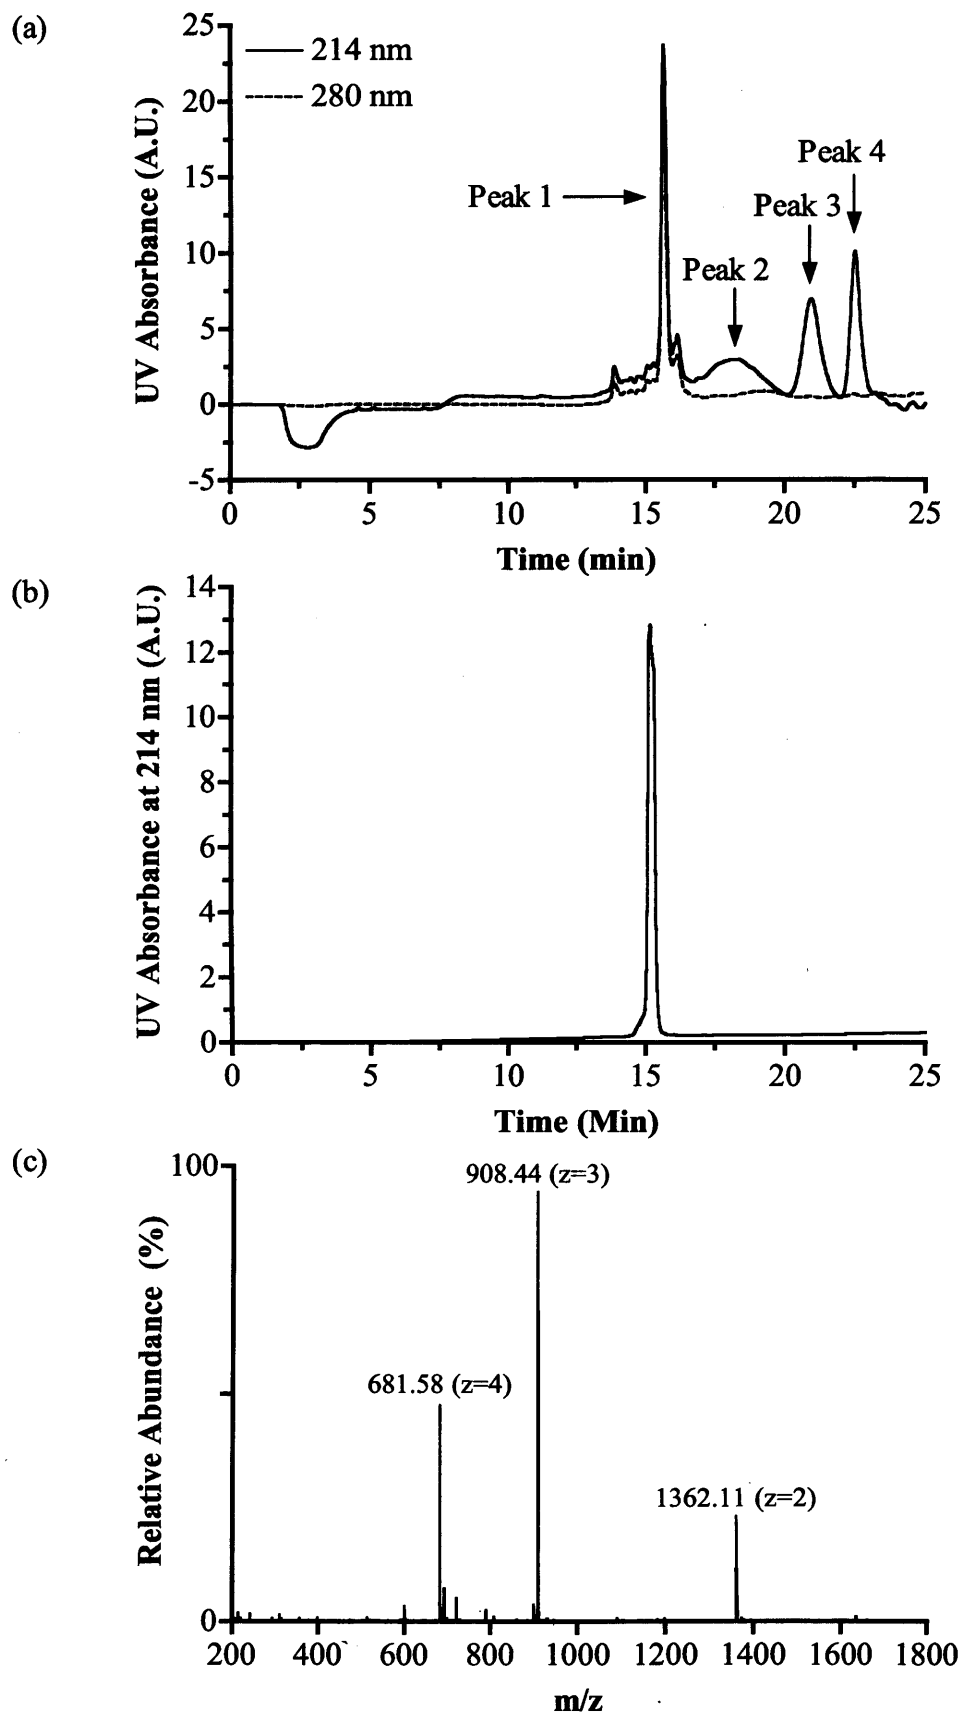 (a)
25
20
15
10
5
0
-5
UV Absorbance (A.U.)
214 nm
280 nm
Peak 1
Peak 2
Peak 3
Peak 4
0 5 10 15 20 25
Time (min)
(b)
14
12
10
8
6
4
2
0
UV Absorbance at 214 nm (A.U.)
0 5 10 15 20 25
Time (Min)
(c)
100
0
Relative Abundance (%)
908.44 (z=3)
681.58 (z=4)
1362.11 (z=2)
200 400 600 800 1000 1200 1400 1600 1800
m/z